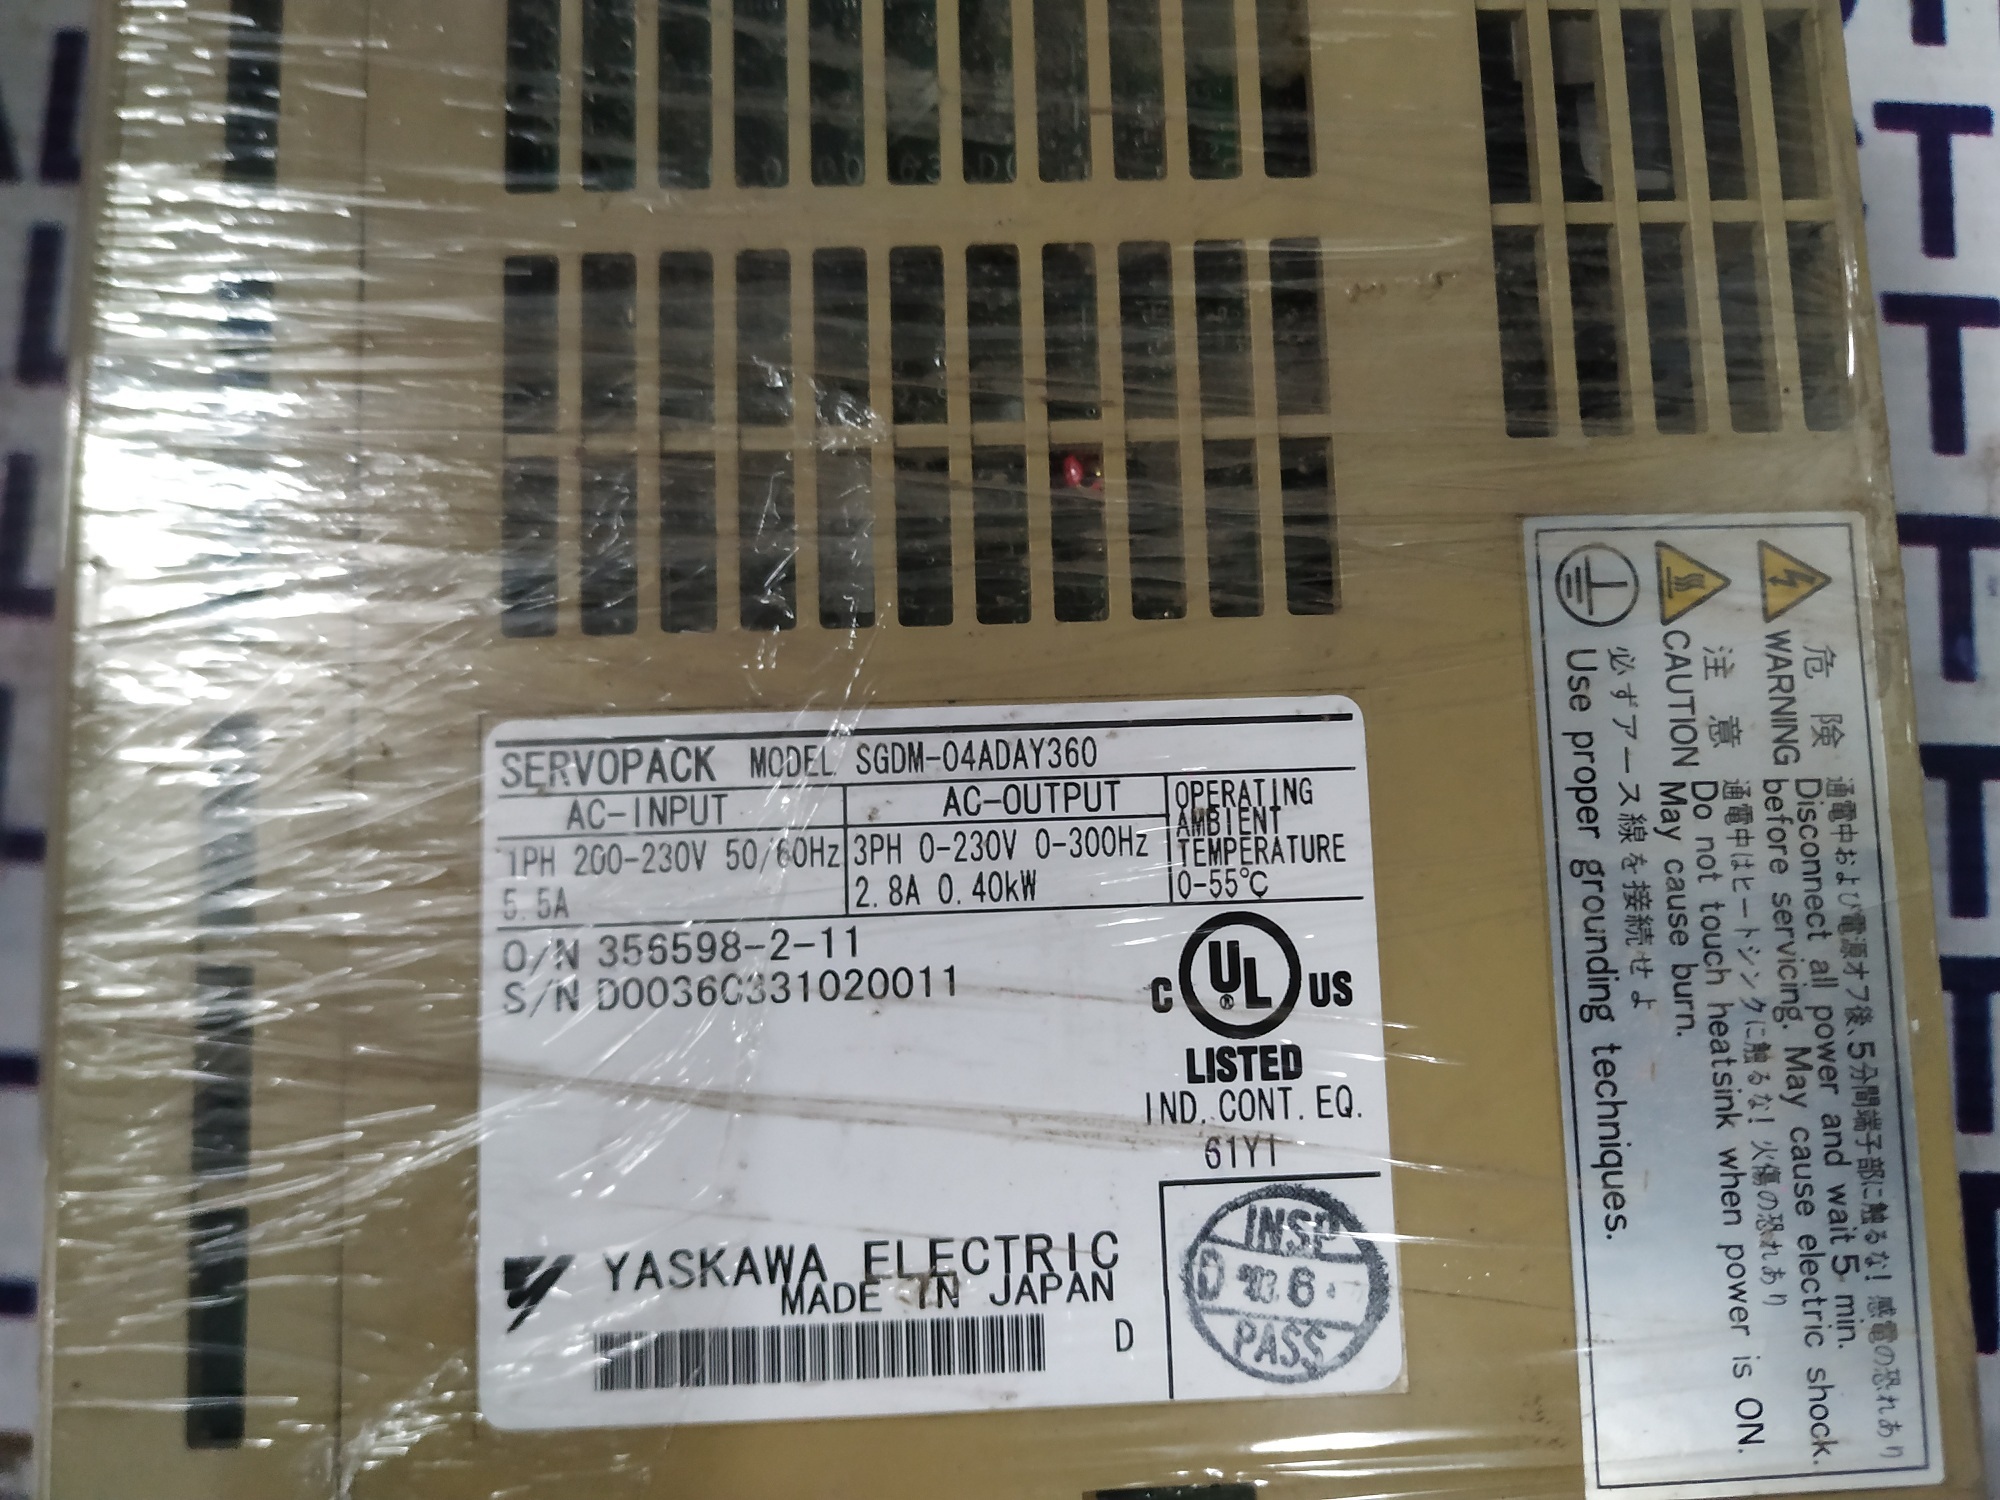 SERVOPACK MODEL SGDM-04ADAY360
AC-INPUT
1PH 200-230V 50/60Hz
5.5A
AC-OUTPUT
3PH 0-230V 0-300Hz
2.8A 0.40kW
OPERATING
AMBIENT
TEMPERATURE
0-55℃
O/N 356598-2-11
S/N D0036C331020011
C UL ® US
LISTED
IND. CONT. EQ.
61Y1
YASKAWA ELECTRIC
MADE IN JAPAN
D
INSP
D '03.6
PASS
危険 通電中および電源オフ後、5分間端子部に触るな! 感電の恐れあり
WARNING Disconnect all power and wait 5 min.
before servicing. May cause electric shock.
注意 通電中はヒートシンクに触るな! 火傷の恐れあり
CAUTION Do not touch heatsink when power is ON.
May cause burn.
必ずアース線を接続せよ
Use proper grounding techniques.